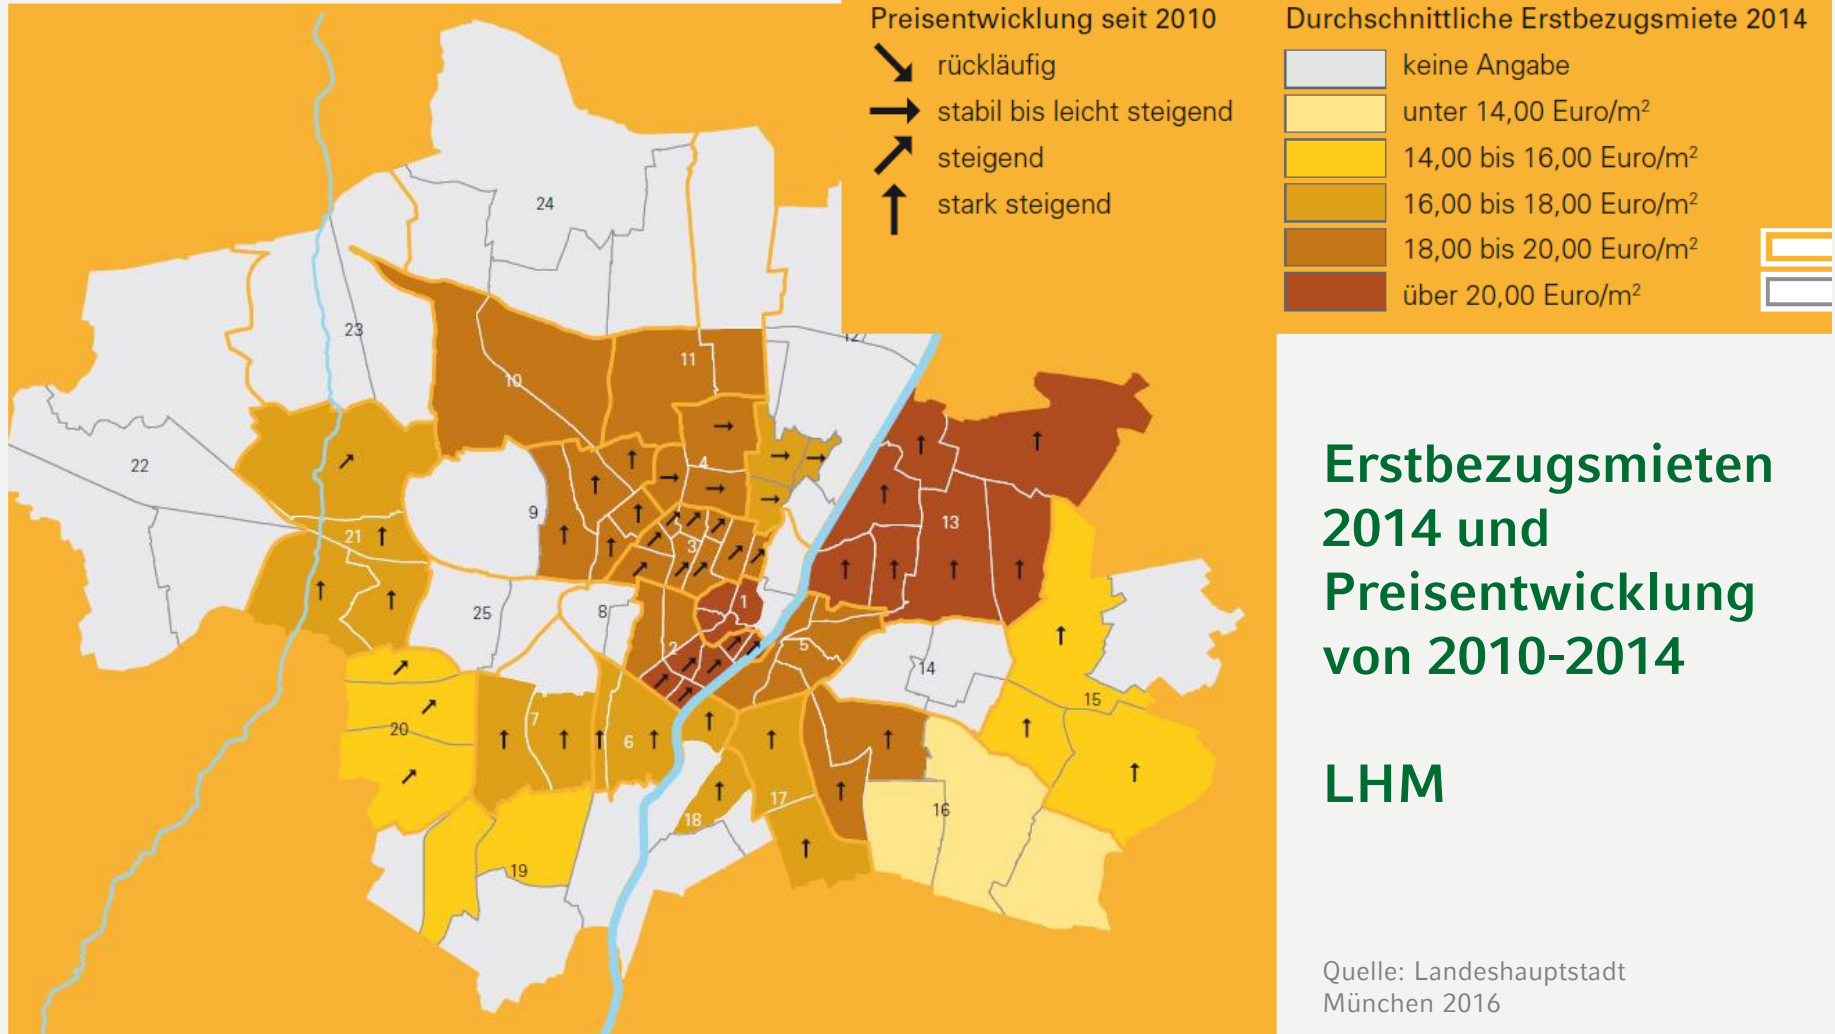 Preisentwicklung seit 2010
rückläufig
stabil bis leicht steigend
steigend
stark steigend
Durchschnittliche Erstbezugsmiete 2014
keine Angabe
unter 14,00 Euro/m²
14,00 bis 16,00 Euro/m²
16,00 bis 18,00 Euro/m²
18,00 bis 20,00 Euro/m²
über 20,00 Euro/m²
24
23
12
11
10
22
4
9
13
21
3
1
25
8
2
5
14
15
7
20
6
17
16
18
19
Erstbezugsmieten
2014 und
Preisentwicklung
von 2010-2014
LHM
Quelle: Landeshauptstadt
München 2016